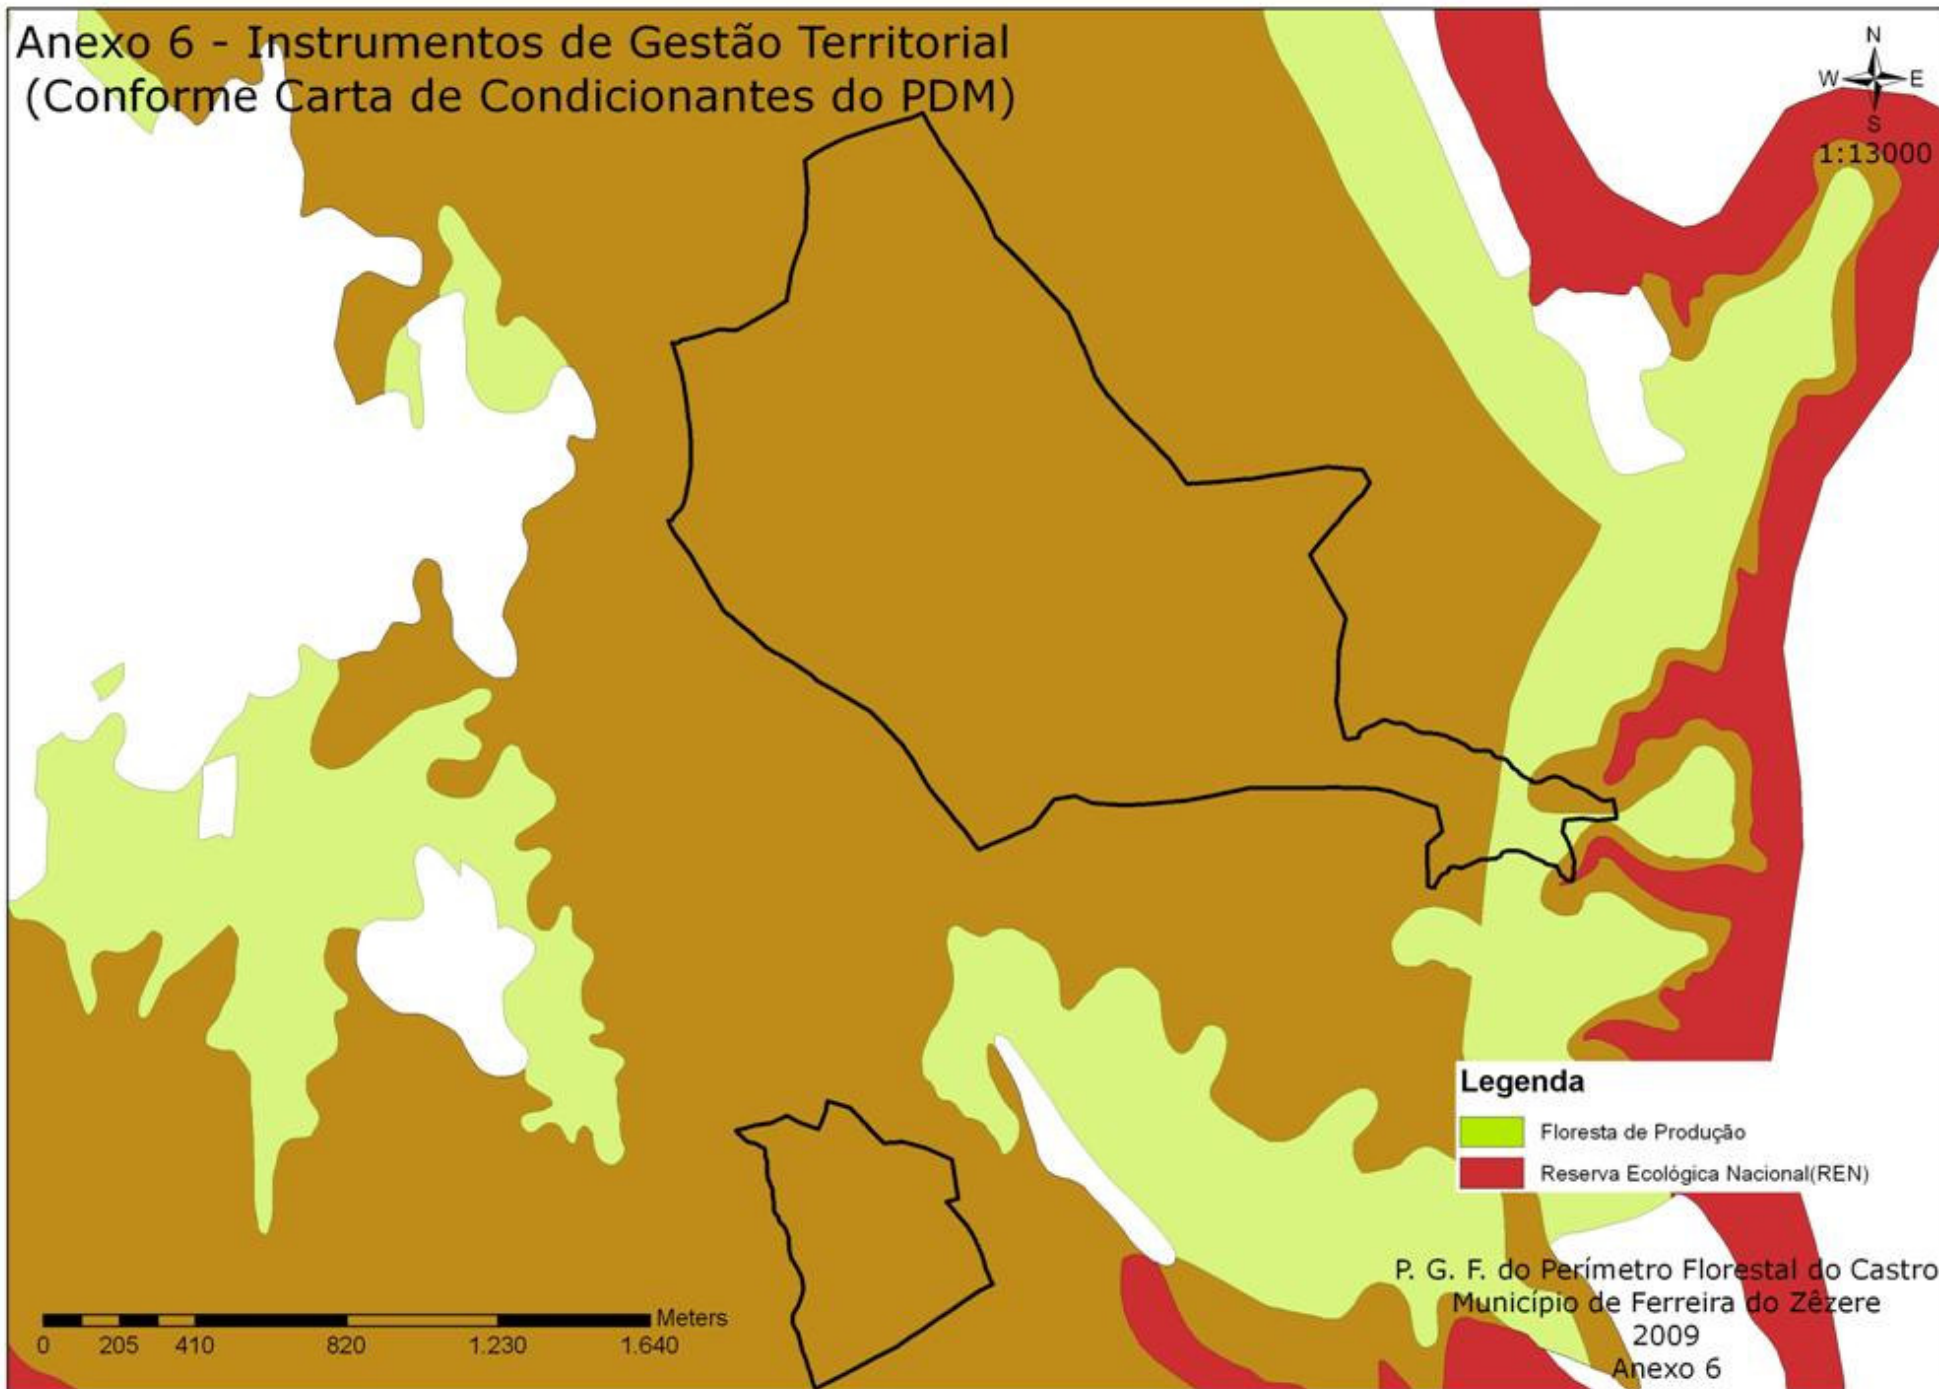 Anexo 6 - Instrumentos de Gestão Territorial
(Conforme Carta de Condicionantes do PDM)
N
W E
S
1:13000
Legenda
Floresta de Produção
Reserva Ecológica Nacional(REN)
P. G. F. do Perímetro Florestal do Castro
Município de Ferreira do Zêzere
2009
Anexo 6
Meters
0 205 410 820 1.230 1.640